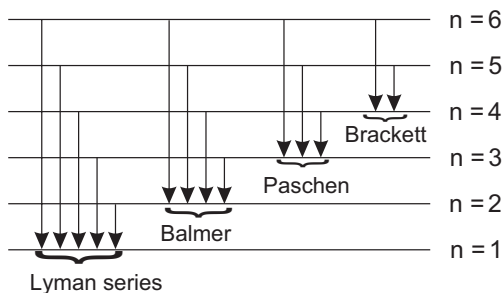 n = 6
n = 5
n = 4
Brackett
n = 3
Paschen
n = 2
Balmer
n = 1
Lyman series